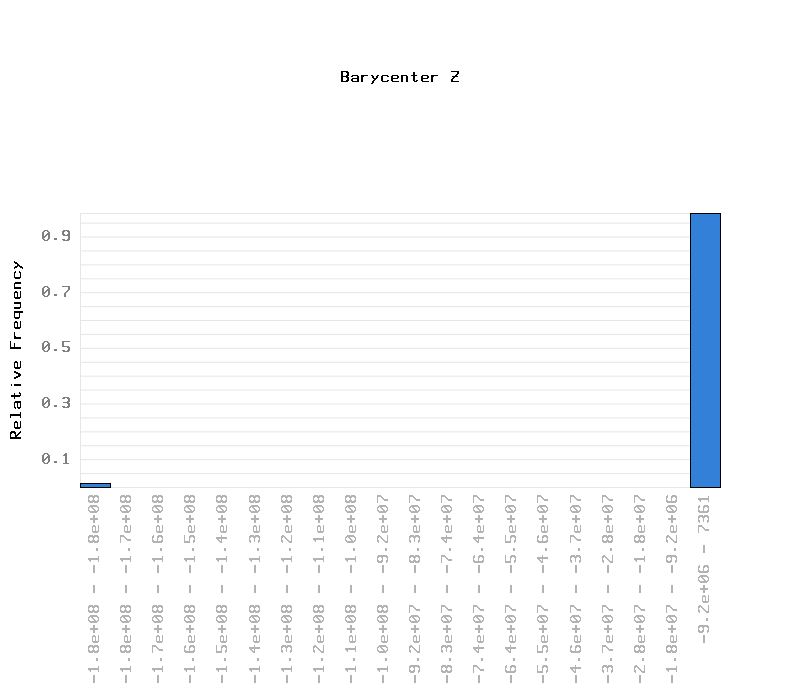 Barycenter Z
Relative Frequency
0.9
0.7
0.5
0.3
0.1
-1.8e+08 - -1.8e+08
-1.8e+08 - -1.7e+08
-1.7e+08 - -1.6e+08
-1.6e+08 - -1.5e+08
-1.5e+08 - -1.4e+08
-1.4e+08 - -1.3e+08
-1.3e+08 - -1.2e+08
-1.2e+08 - -1.1e+08
-1.1e+08 - -1.0e+08
-1.0e+08 - -9.2e+07
-9.2e+07 - -8.3e+07
-8.3e+07 - -7.4e+07
-7.4e+07 - -6.4e+07
-6.4e+07 - -5.5e+07
-5.5e+07 - -4.6e+07
-4.6e+07 - -3.7e+07
-3.7e+07 - -2.8e+07
-2.8e+07 - -1.8e+07
-1.8e+07 - -9.2e+06
-9.2e+06 - 7361